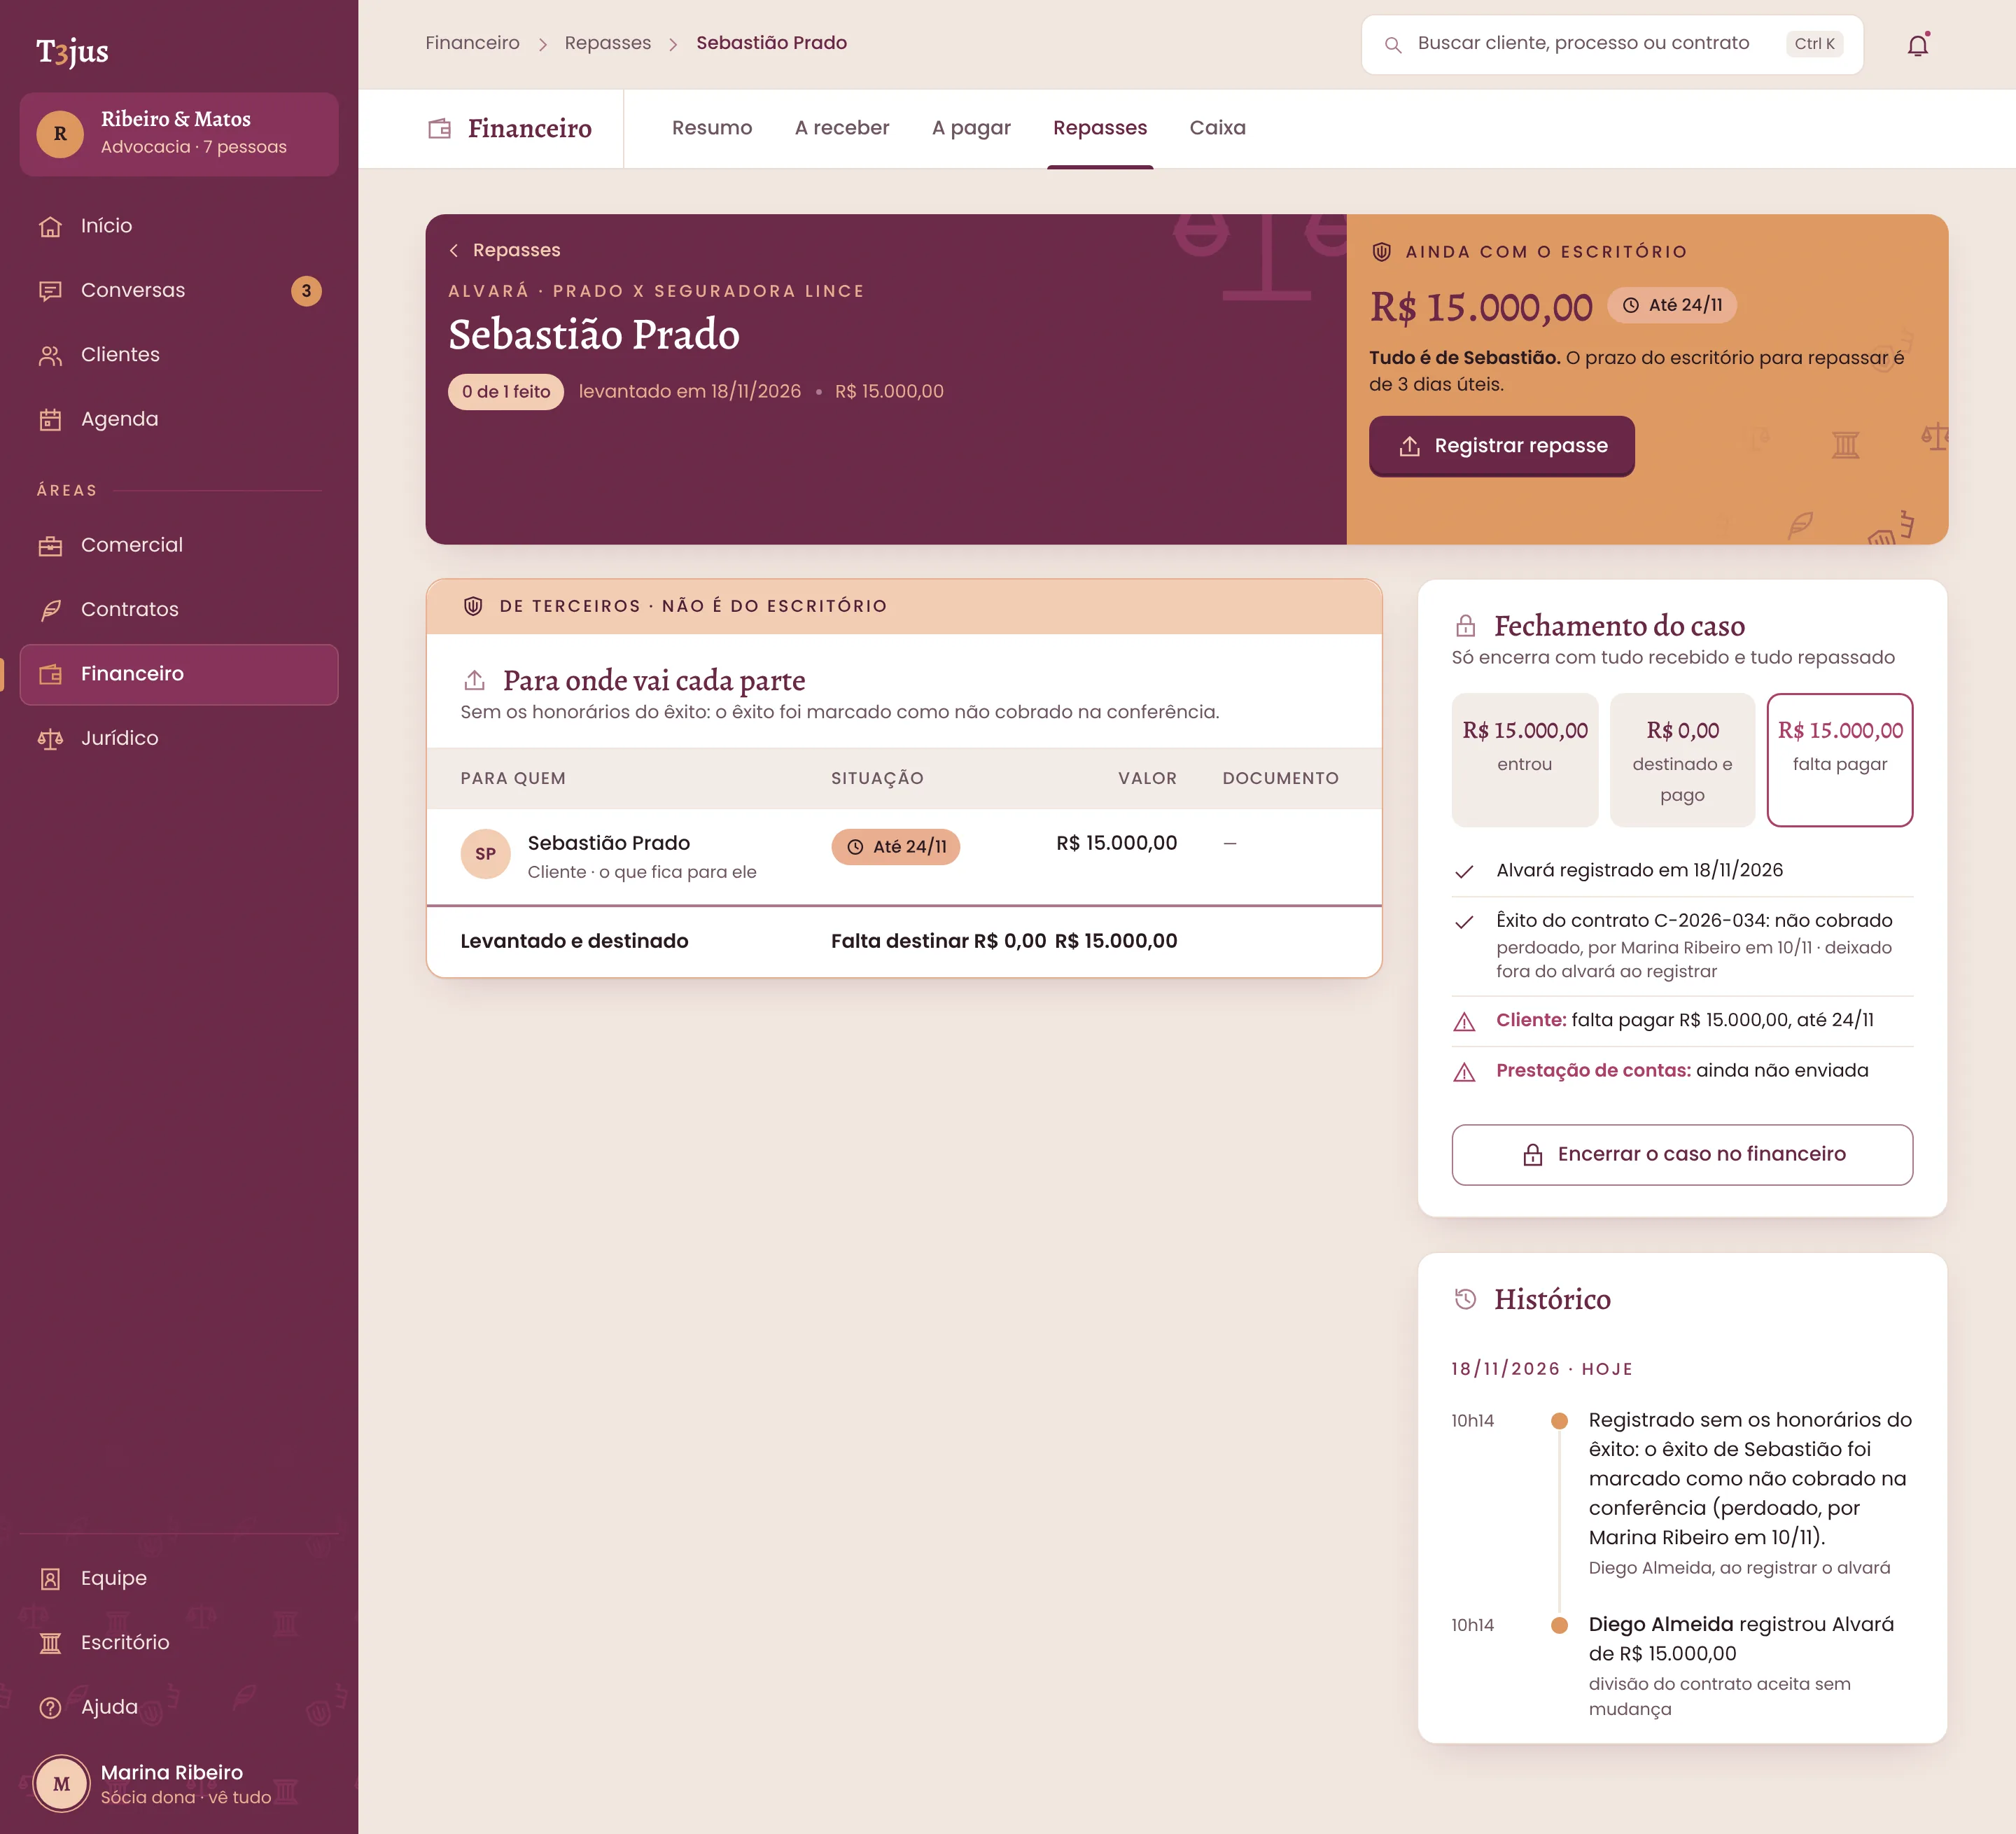 T3jus
R
Ribeiro & Matos
Advocacia · 7 pessoas
Início
Conversas
3
Clientes
Agenda
ÁREAS
Comercial
Contratos
Financeiro
Jurídico
Equipe
Escritório
Ajuda
M
Marina Ribeiro
Sócia dona · vê tudo
Financeiro
Repasses
Sebastião Prado
Buscar cliente, processo ou contrato
Ctrl K
Financeiro
Resumo
A receber
A pagar
Repasses
Caixa
Repasses
ALVARÁ · PRADO X SEGURADORA LINCE
Sebastião Prado
0 de 1 feito
levantado em 18/11/2026 • R$ 15.000,00
AINDA COM O ESCRITÓRIO
R$ 15.000,00
Até 24/11
Tudo é de Sebastião. O prazo do escritório para repassar é
de 3 dias úteis.
Registrar repasse
DE TERCEIROS · NÃO É DO ESCRITÓRIO
Para onde vai cada parte
Sem os honorários do êxito: o êxito foi marcado como não cobrado na conferência.
PARA QUEM
SITUAÇÃO
VALOR
DOCUMENTO
SP
Sebastião Prado
Cliente · o que fica para ele
Até 24/11
R$ 15.000,00
—
Levantado e destinado
Falta destinar R$ 0,00
R$ 15.000,00
Fechamento do caso
Só encerra com tudo recebido e tudo repassado
R$ 15.000,00
entrou
R$ 0,00
destinado e
pago
R$ 15.000,00
falta pagar
Alvará registrado em 18/11/2026
Êxito do contrato C-2026-034: não cobrado
perdoado, por Marina Ribeiro em 10/11 · deixado
fora do alvará ao registrar
Cliente: falta pagar R$ 15.000,00, até 24/11
Prestação de contas: ainda não enviada
Encerrar o caso no financeiro
Histórico
18/11/2026 · HOJE
10h14
Registrado sem os honorários do
êxito: o êxito de Sebastião foi
marcado como não cobrado na
conferência (perdoado, por
Marina Ribeiro em 10/11).
Diego Almeida, ao registrar o alvará
10h14
Diego Almeida registrou Alvará
de R$ 15.000,00
divisão do contrato aceita sem
mudança